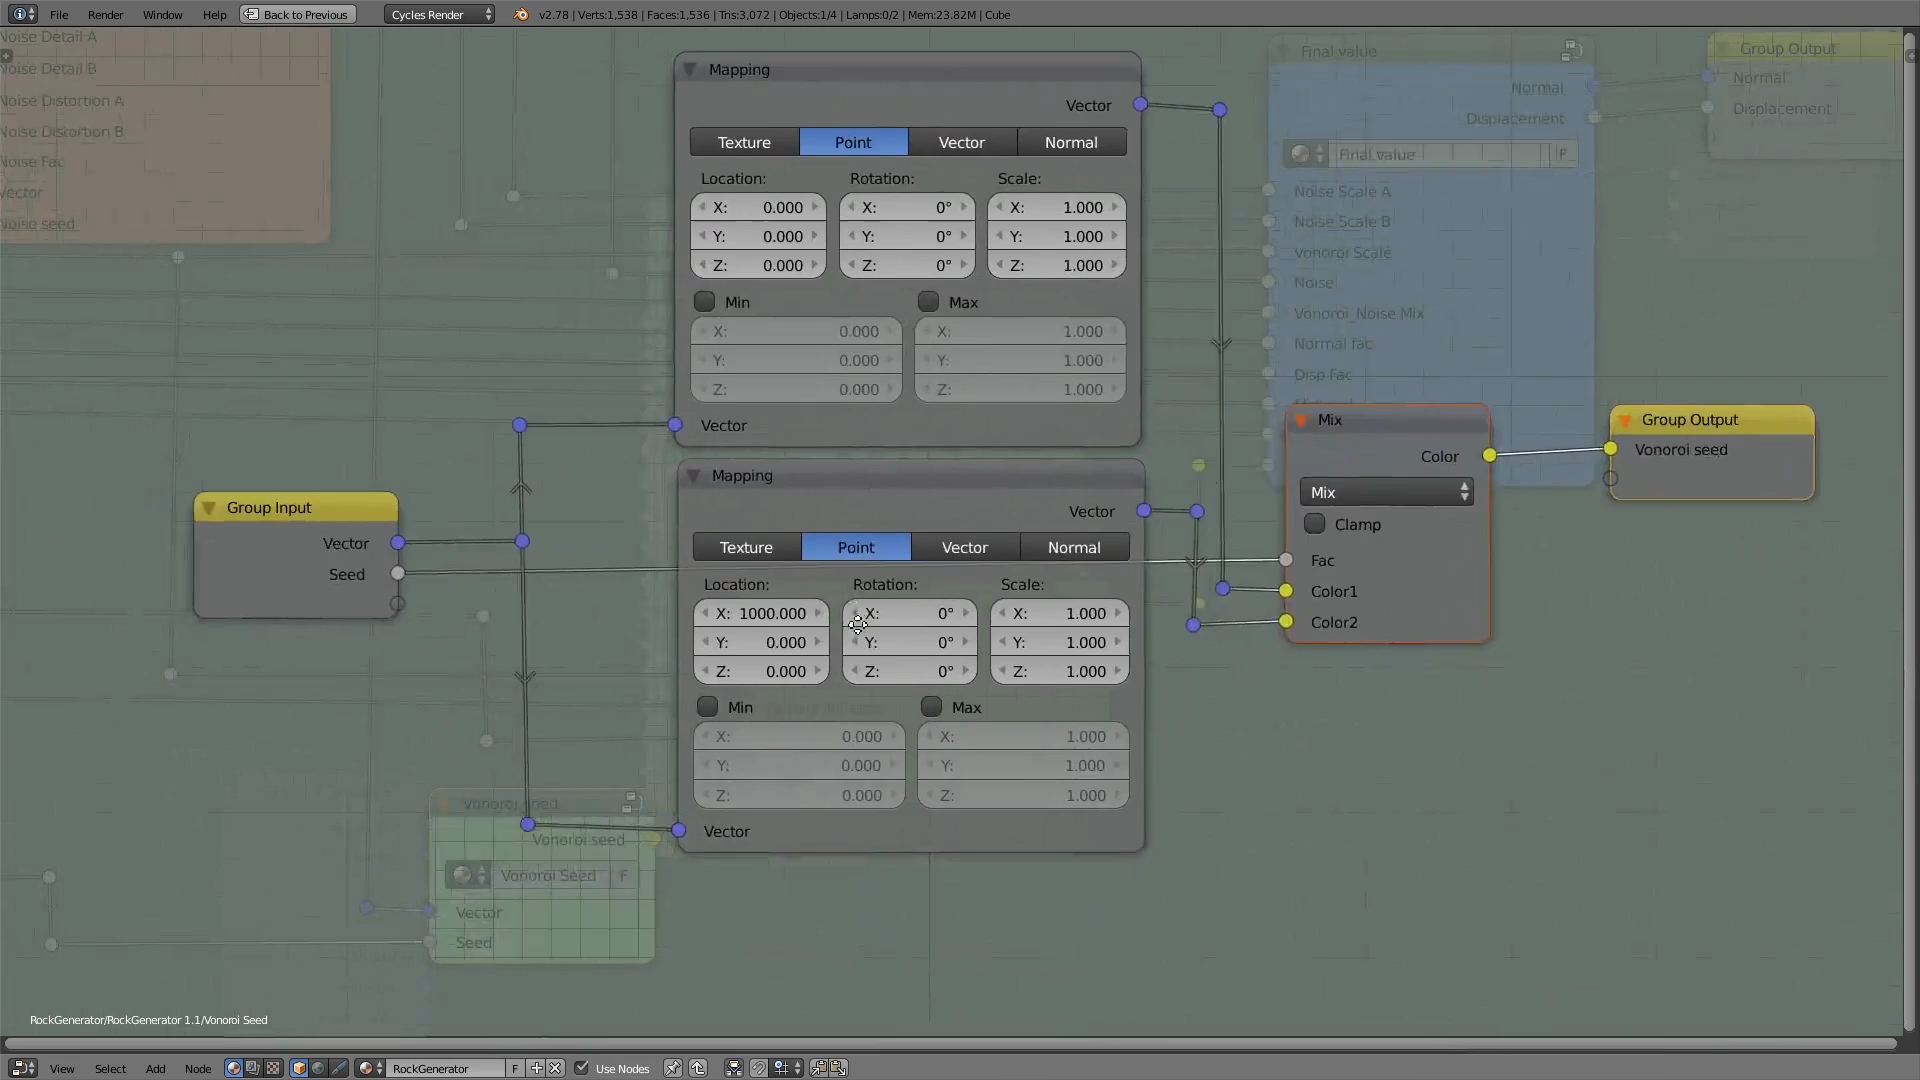 File Render Window Help Back to Previous Cycles Render v2.78 | Verts:1,538 | Faces:1,536 | Tris:3,072 | Objects:1/4 | Lamps:0/2 | Mem:23.82M | Cube
Noise Detail A
Noise Detail B
Noise Distortion A
Noise Distortion B
Noise Fac
Vector
Noise seed
Mapping
Vector
Texture Point Vector Normal
Location: Rotation: Scale:
X: 0.000 X: 0° X: 1.000
Y: 0.000 Y: 0° Y: 1.000
Z: 0.000 Z: 0° Z: 1.000
Min Max
X: 0.000 X: 1.000
Y: 0.000 Y: 1.000
Z: 0.000 Z: 1.000
Vector
Final value
Normal
Displacement
Final value F
Noise Scale A
Noise Scale B
Vonoroi Scale
Noise
Vonoroi_Noise Mix
Normal fac
Disp Fac
Group Output
Normal
Displacement
Group Input
Vector
Seed
Mapping
Vector
Texture Point Vector Normal
Location: Rotation: Scale:
X: 1000.000 X: 0° X: 1.000
Y: 0.000 Y: 0° Y: 1.000
Z: 0.000 Z: 0° Z: 1.000
Min Max
X: 0.000 X: 1.000
Y: 0.000 Y: 1.000
Z: 0.000 Z: 1.000
Vector
Mix
Color
Mix
Clamp
Fac
Color1
Color2
Group Output
Vonoroi seed
Vonoroi seed
Vonoroi Seed F
Vector
Seed
RockGenerator/RockGenerator 1.1/Vonoroi Seed
View Select Add Node RockGenerator F Use Nodes